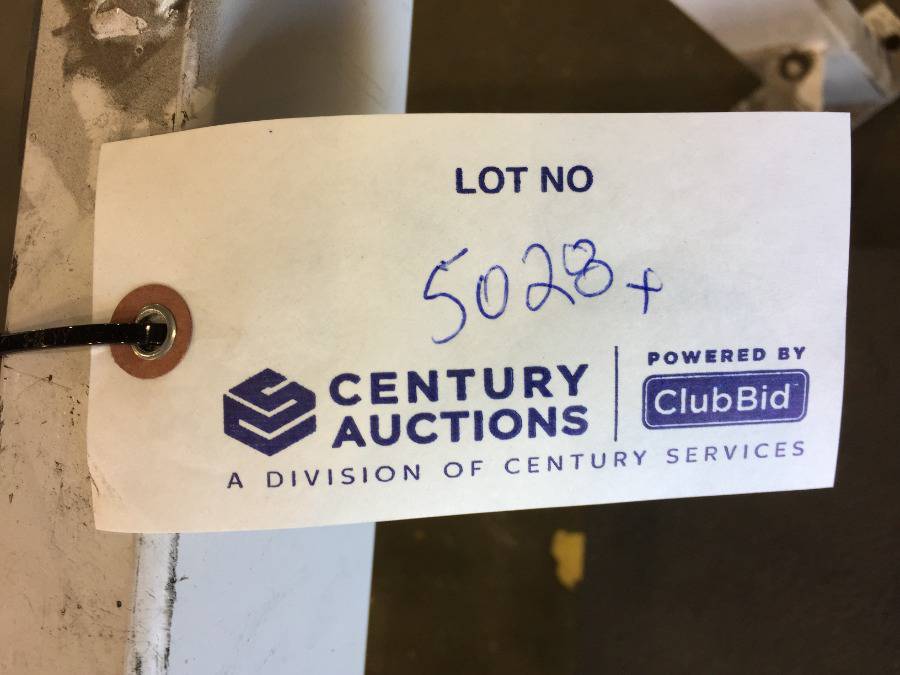 LOT NO
5028+
CENTURY
AUCTIONS
A DIVISION OF CENTURY SERVICES
POWERED BY
ClubBid